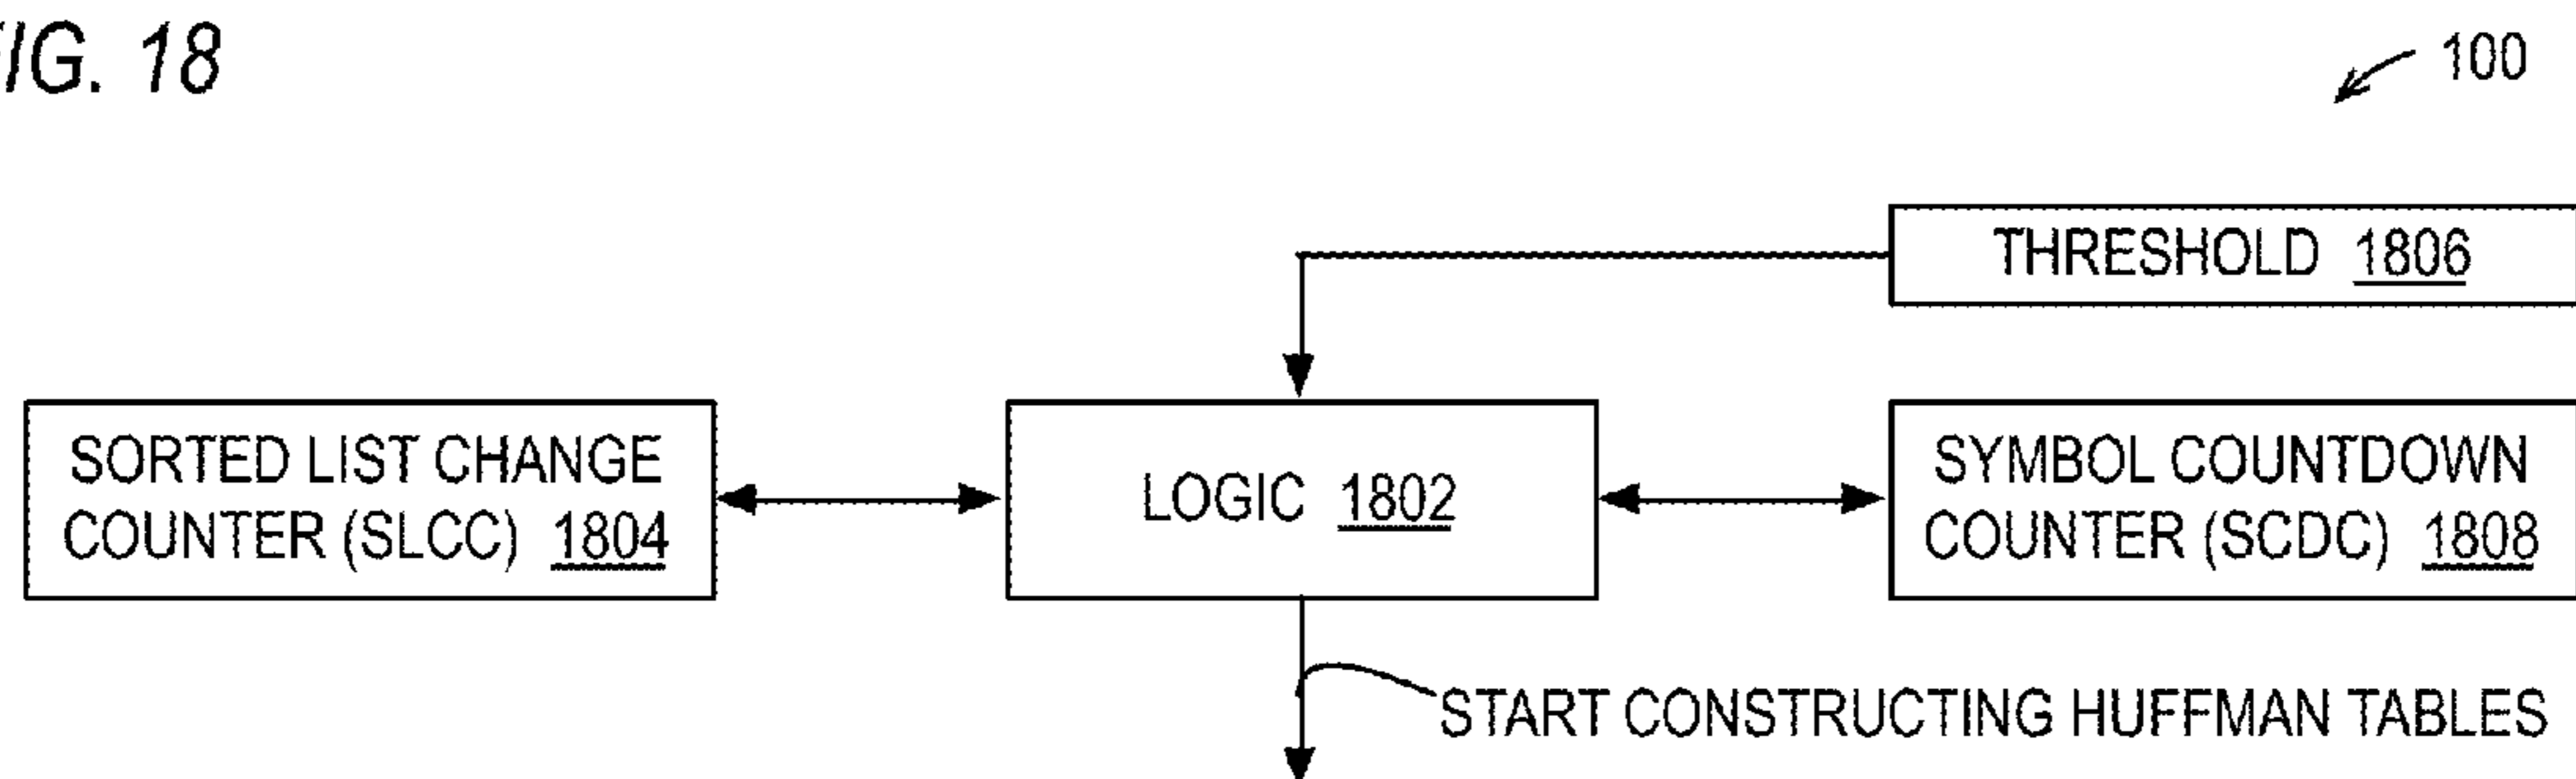 IG. 18
100
THRESHOLD 1806
SORTED LIST CHANGE
COUNTER (SLCC) 1804
LOGIC 1802
SYMBOL COUNTDOWN
COUNTER (SCDC) 1808
START CONSTRUCTING HUFFMAN TABLES